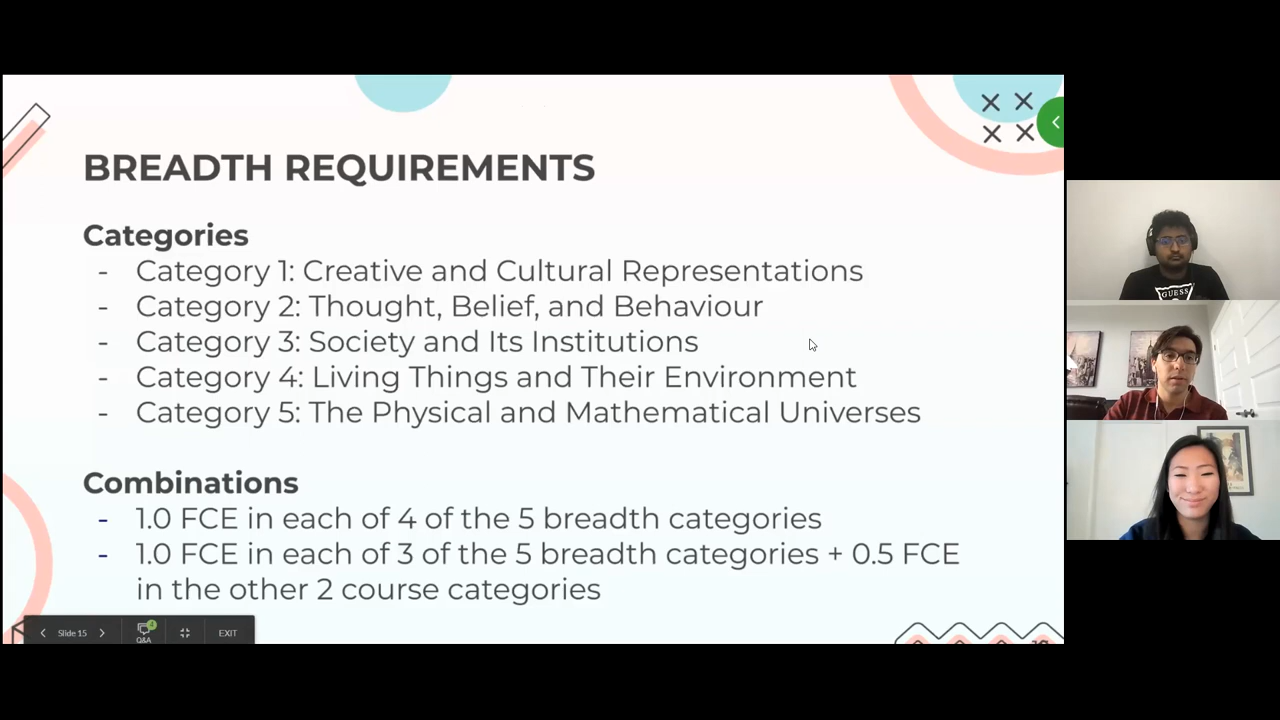 BREADTH REQUIREMENTS
Categories
- Category 1: Creative and Cultural Representations
- Category 2: Thought, Belief, and Behaviour
- Category 3: Society and Its Institutions
- Category 4: Living Things and Their Environment
- Category 5: The Physical and Mathematical Universes
Combinations
- 1.0 FCE in each of 4 of the 5 breadth categories
- 1.0 FCE in each of 3 of the 5 breadth categories + 0.5 FCE
in the other 2 course categories
Slide 15
4
Q&A
EXIT
GUESS